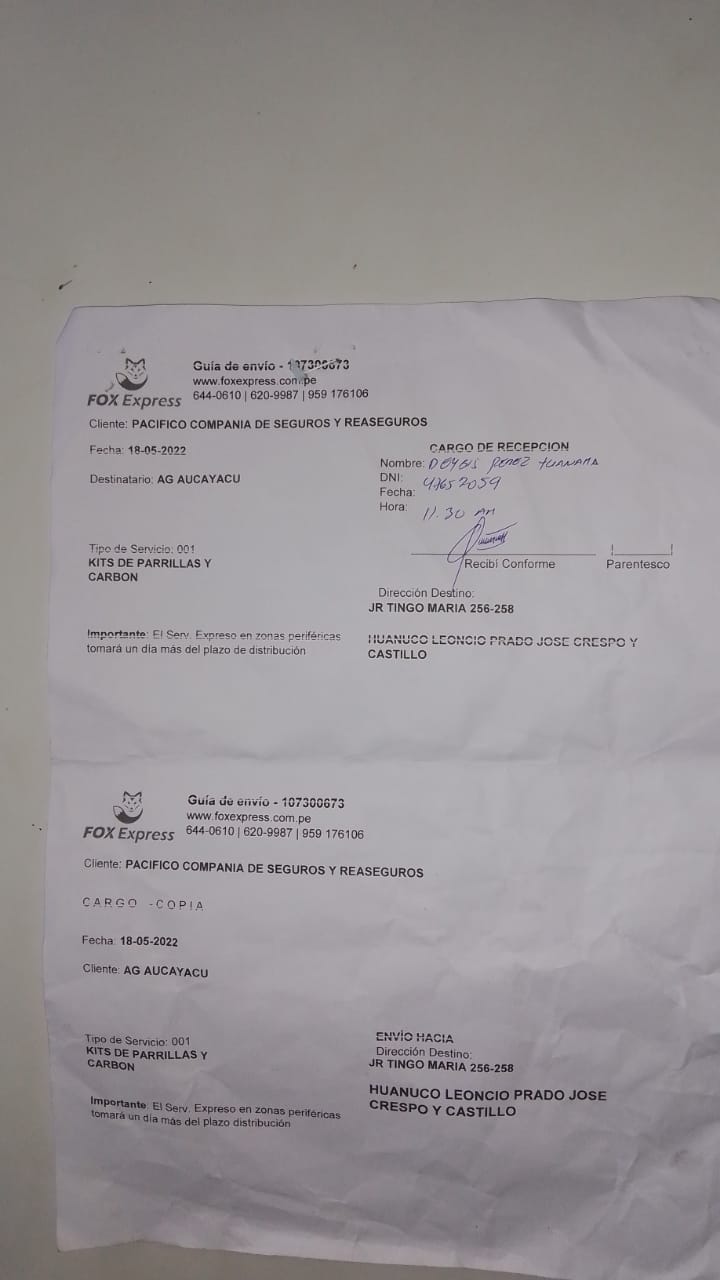 FOX Express
Guía de envío - 107300673
www.foxexpress.com.pe
644-0610 | 620-9987 | 959 176106
Cliente: PACIFICO COMPANIA DE SEGUROS Y REASEGUROS
Fecha: 18-05-2022
Destinatario: AG AUCAYACU
CARGO DE RECEPCION
Nombre: DEYGIS PEREZ TUANAMA
DNI: 47652059
Fecha:
Hora: 11.30 AM
Recibí Conforme
Parentesco
Tipo de Servicio: 001
KITS DE PARRILLAS Y
CARBON
Dirección Destino:
JR TINGO MARIA 256-258
Importante: El Serv. Expreso en zonas periféricas
tomará un día más del plazo de distribución
HUANUCO LEONCIO PRADO JOSE CRESPO Y
CASTILLO
FOX Express
Guía de envío - 107300673
www.foxexpress.com.pe
644-0610 | 620-9987 | 959 176106
Cliente: PACIFICO COMPANIA DE SEGUROS Y REASEGUROS
CARGO -COPIA
Fecha: 18-05-2022
Cliente: AG AUCAYACU
Tipo de Servicio: 001
KITS DE PARRILLAS Y
CARBON
ENVÍO HACIA
Dirección Destino:
JR TINGO MARIA 256-258
HUANUCO LEONCIO PRADO JOSE
CRESPO Y CASTILLO
Importante: El Serv. Expreso en zonas periféricas
tomará un día más del plazo distribución